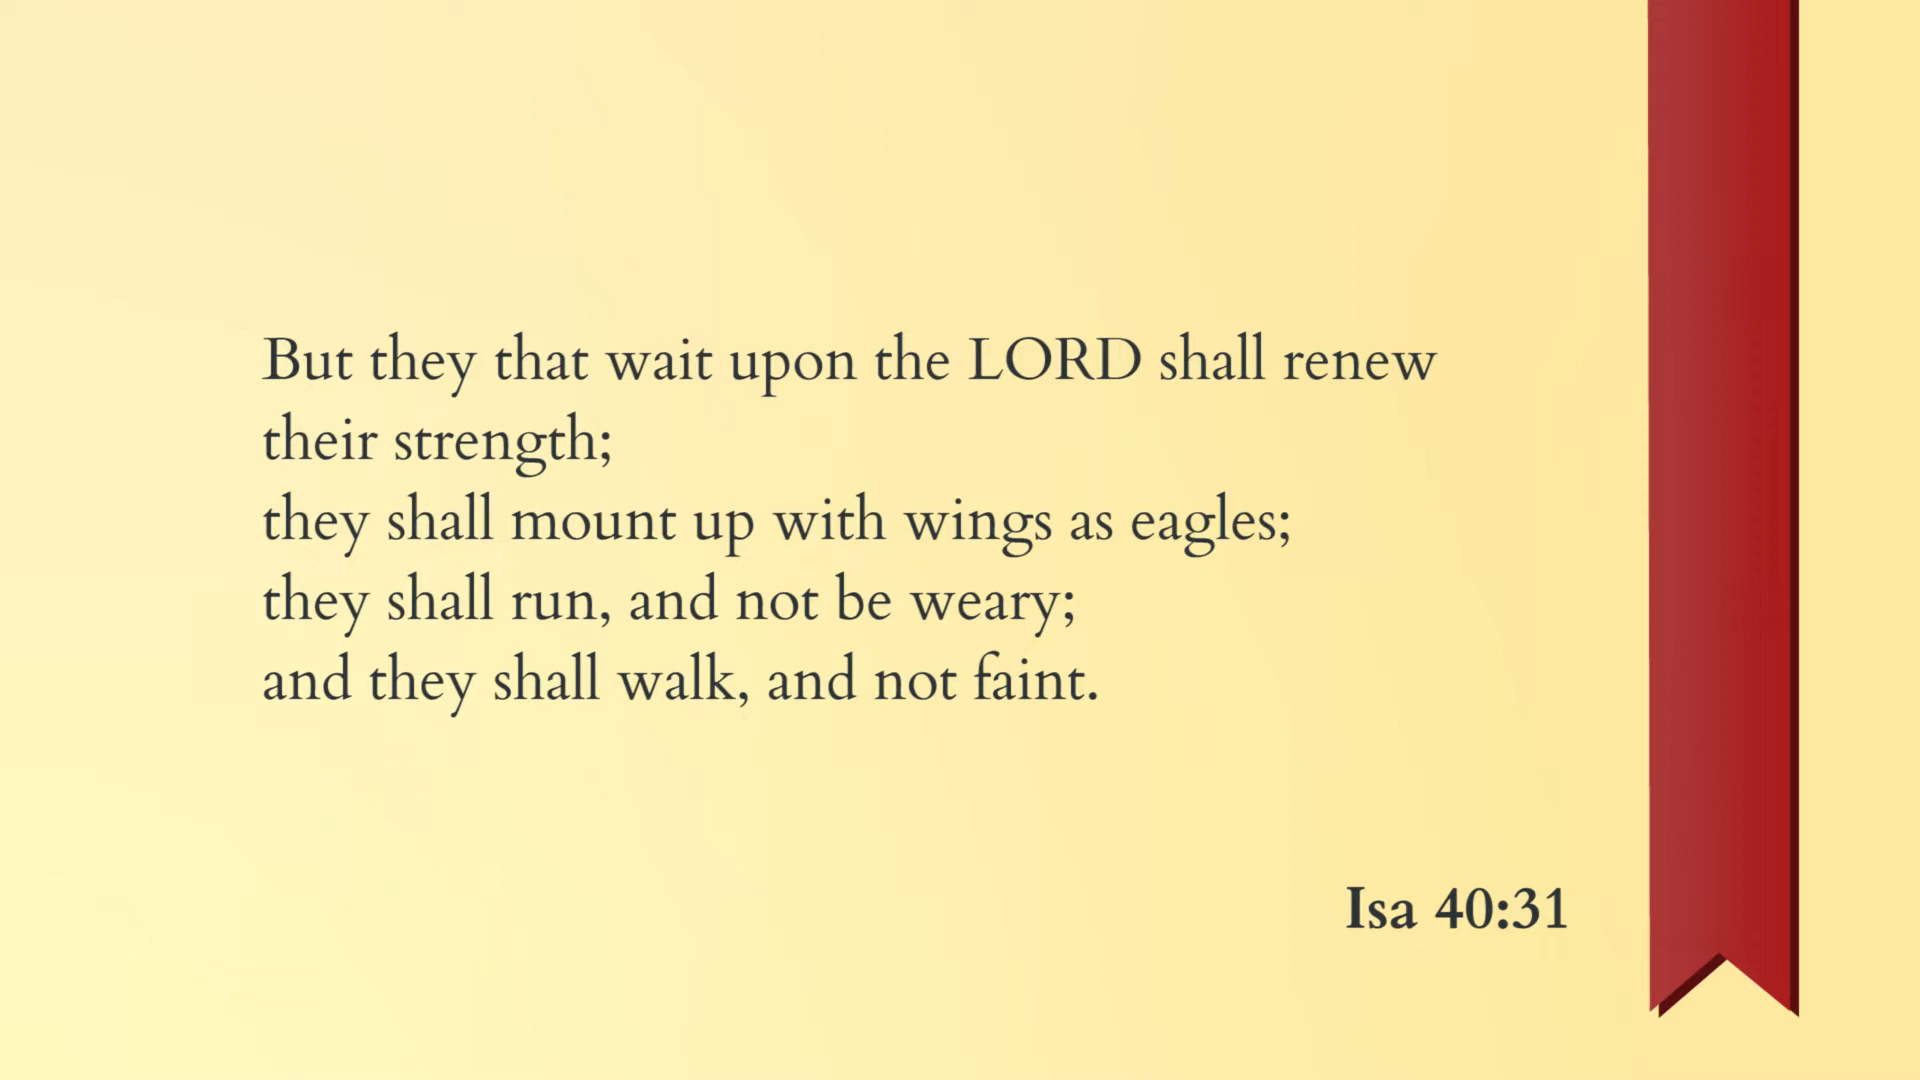 But they that wait upon the LORD shall renew
their strength;
they shall mount up with wings as eagles;
they shall run, and not be weary;
and they shall walk, and not faint.
Isa 40:31